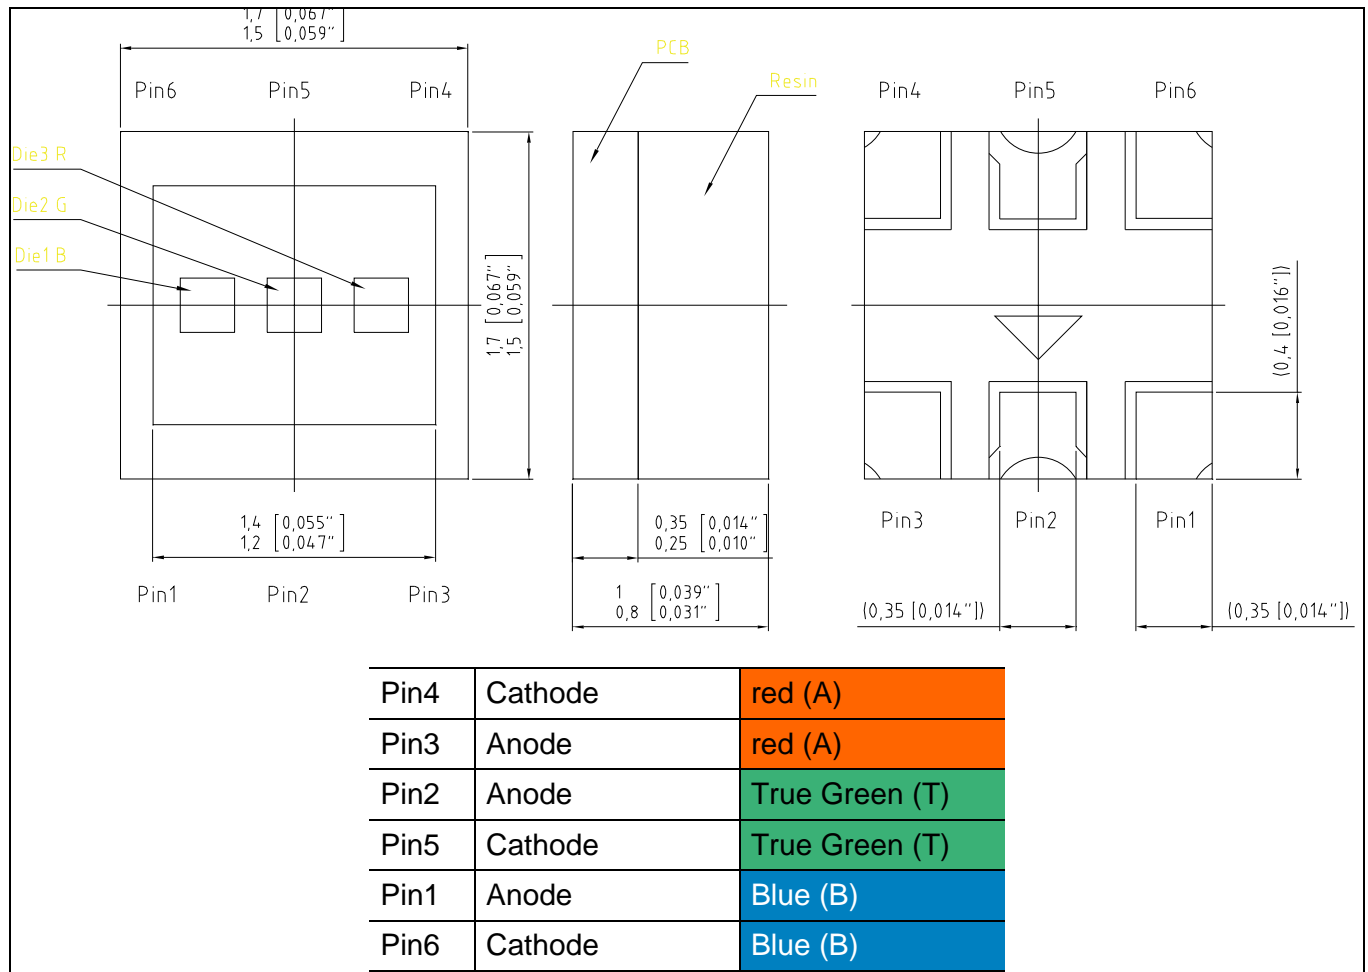 1,7 [0,067"]
1,5 [0,059"]
Pin6 Pin5 Pin4
Die3 R
Die2 G
Die1 B
1,7 [0,067"]
1,5 [0,059"]
1,4 [0,055"]
1,2 [0,047"]
Pin1 Pin2 Pin3
PCB
Resin
0,35 [0,014"]
0,25 [0,010"]
1 [0,039"]
0,8 [0,031"]
Pin4 Pin5 Pin6
(0,4 [0,016"])
Pin3 Pin2 Pin1
(0,35 [0,014"]) (0,35 [0,014"])
Pin4 Cathode red (A)
Pin3 Anode red (A)
Pin2 Anode True Green (T)
Pin5 Cathode True Green (T)
Pin1 Anode Blue (B)
Pin6 Cathode Blue (B)